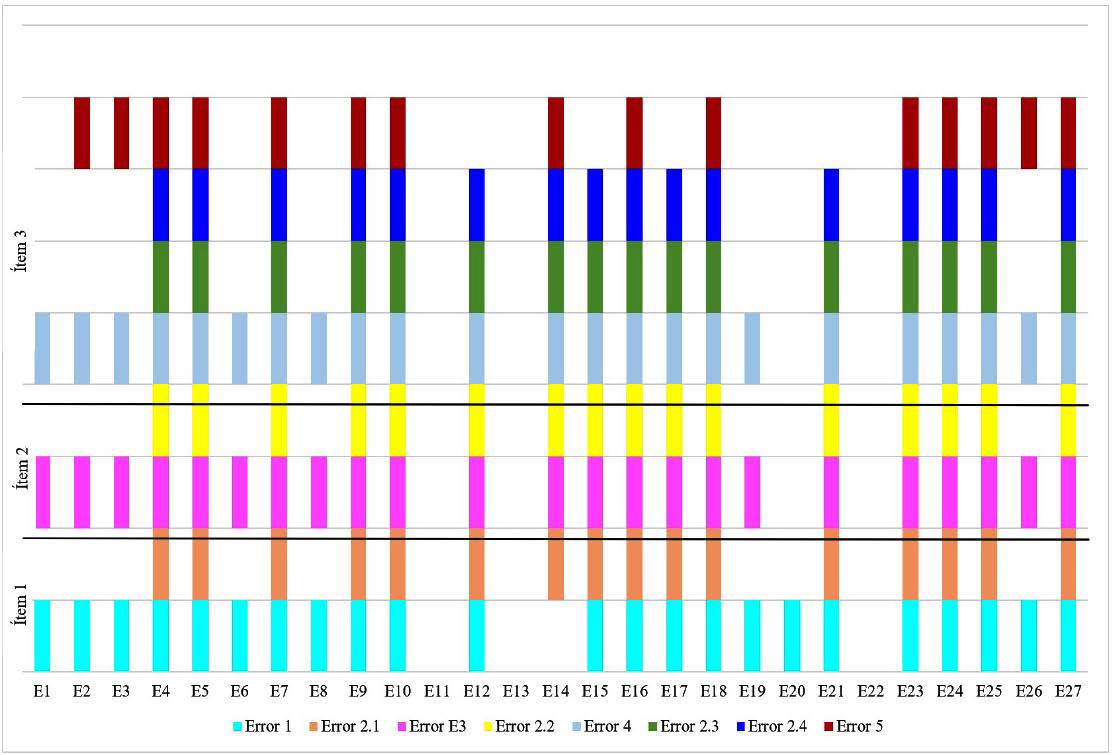 Ítem 3
Ítem 2
Ítem 1
E1 E2 E3 E4 E5 E6 E7 E8 E9 E10 E11 E12 E13 E14 E15 E16 E17 E18 E19 E20 E21 E22 E23 E24 E25 E26 E27
Error 1 Error 2.1 Error E3 Error 2.2 Error 4 Error 2.3 Error 2.4 Error 5